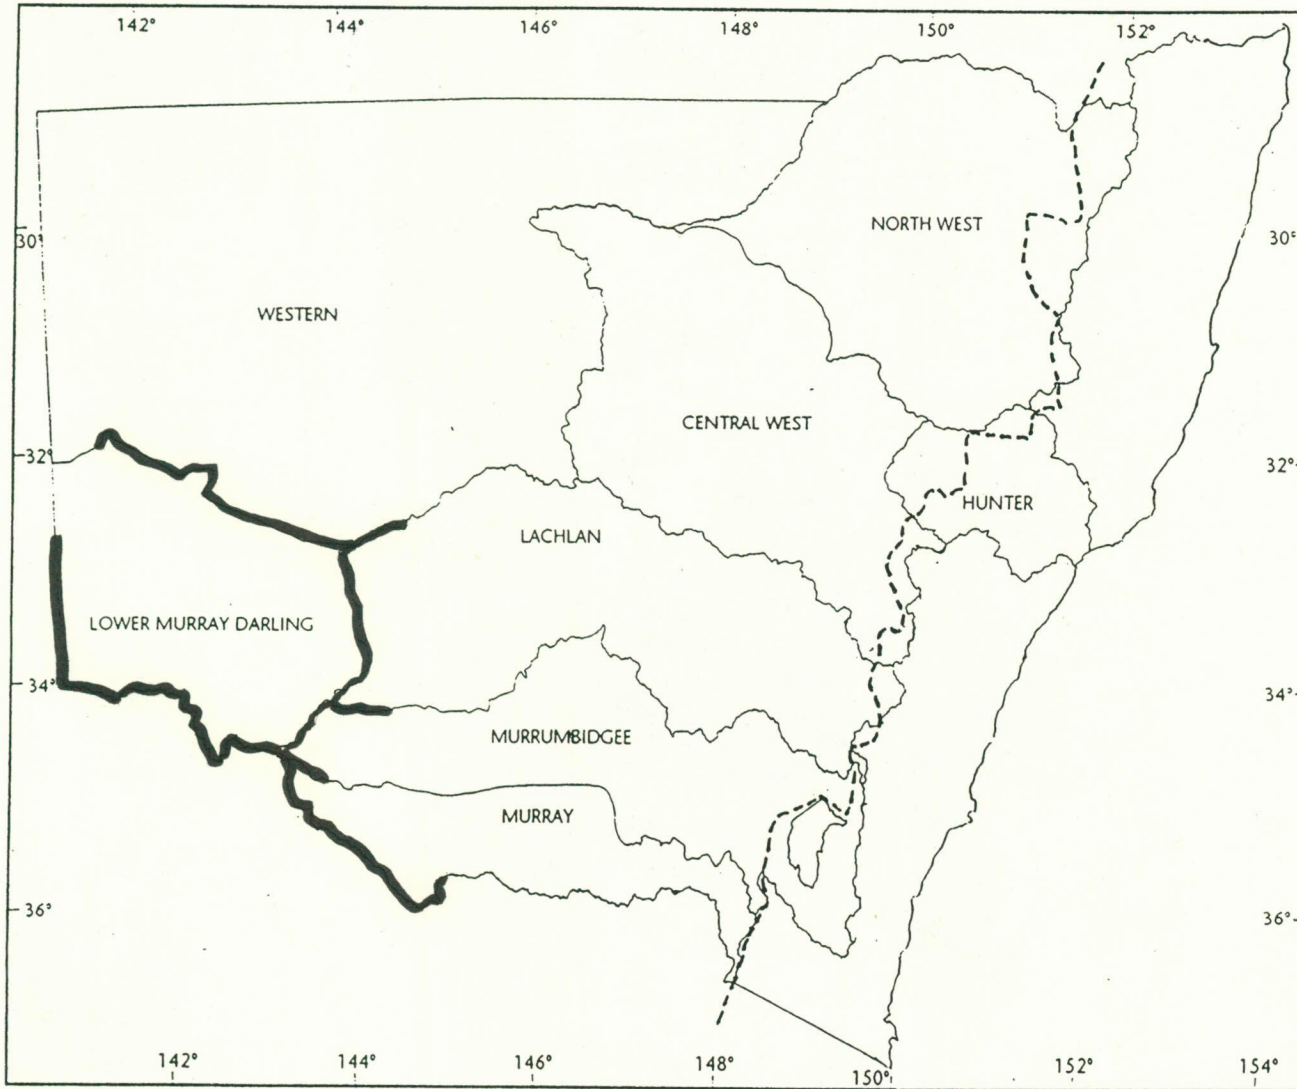 142° 144° 146° 148° 150° 152°
NORTH WEST
30° 30°
WESTERN
CENTRAL WEST
32° 32°
HUNTER
LACHLAN
LOWER MURRAY DARLING
34° 34°
MURRUMBIDGEE
MURRAY
36° 36°
142° 144° 146° 148° 150° 152° 154°